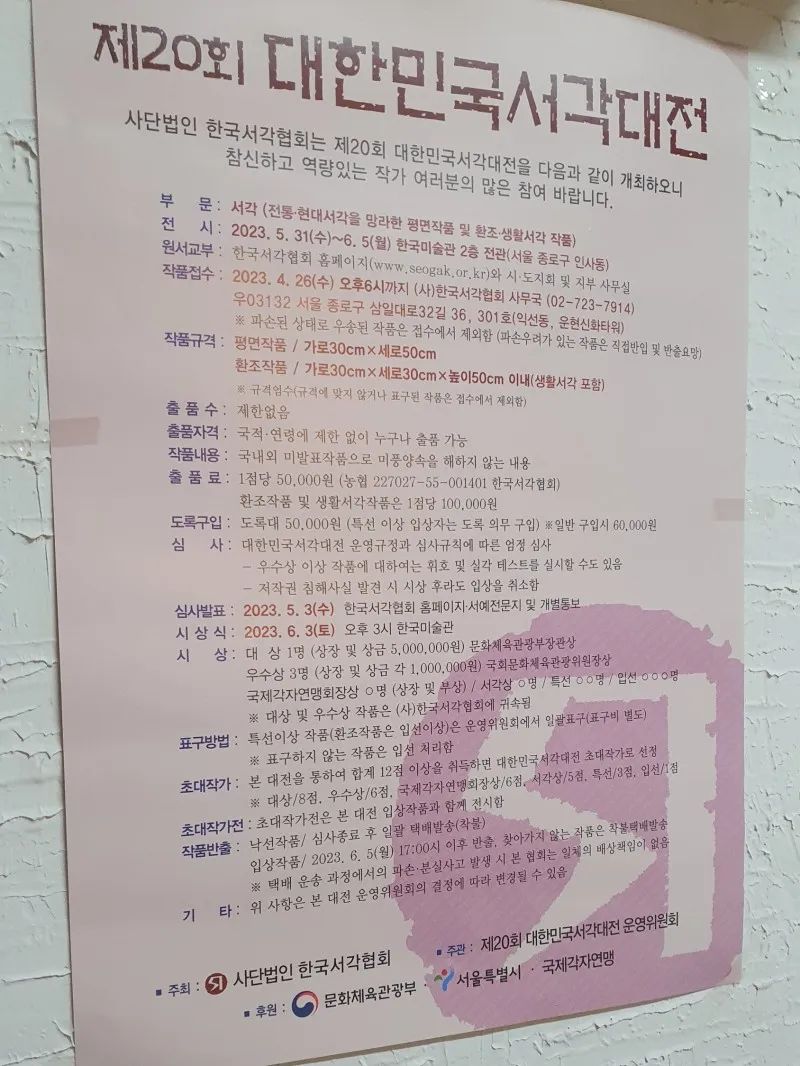 제20회 대한민국서각대전
사단법인 한국서각협회는 제20회 대한민국서각대전을 다음과 같이 개최하오니
참신하고 역량있는 작가 여러분의 많은 참여 바랍니다.
부 문 : 서각 (전통·현대서각을 망라한 평면작품 및 환조·생활서각 작품)
전 시 : 2023. 5. 31(수)~6. 5(월) 한국미술관 2층 전관(서울 종로구 인사동)
원서교부 : 한국서각협회 홈페이지(www.seogak.or.kr)와 시·도지회 및 지부 사무실
작품접수 : 2023. 4. 26(수) 오후6시까지 (사)한국서각협회 사무국 (02-723-7914)
우03132 서울 종로구 삼일대로32길 36, 301호(익선동, 운현신화타워)
※ 파손된 상태로 우송된 작품은 접수에서 제외함 (파손우려가 있는 작품은 직접반입 및 반출요망)
작품규격 : 평면작품 / 가로30cm×세로50cm
환조작품 / 가로30cm×세로30cm×높이50cm 이내(생활서각 포함)
※ 규격엄수(규격에 맞지 않거나 표구된 작품은 접수에서 제외함)
출 품 수 : 제한없음
출품자격 : 국적·연령에 제한 없이 누구나 출품 가능
작품내용 : 국내외 미발표작품으로 미풍양속을 해하지 않는 내용
출 품 료 : 1점당 50,000원 (농협 227027-55-001401 한국서각협회)
환조작품 및 생활서각작품은 1점당 100,000원
도록구입 : 도록대 50,000원 (특선 이상 입상자는 도록 의무 구입) ※일반 구입시 60,000원
심 사 : 대한민국서각대전 운영규정과 심사규칙에 따른 엄정 심사
- 우수상 이상 작품에 대하여는 휘호 및 실각 테스트를 실시할 수도 있음
- 저작권 침해사실 발견 시 시상 후라도 입상을 취소함
심사발표 : 2023. 5. 3(수) 한국서각협회 홈페이지·서예전문지 및 개별통보
시 상 식 : 2023. 6. 3(토) 오후 3시 한국미술관
시 상 : 대 상 1명 (상장 및 상금 5,000,000원) 문화체육관광부장관상
우수상 3명 (상장 및 상금 각 1,000,000원) 국회문화체육관광위원장상
국제각자연맹회장상 ○명 (상장 및 부상) / 서각상 ○명 / 특선 ○○명 / 입선 ○○○명
※ 대상 및 우수상 작품은 (사)한국서각협회에 귀속됨
표구방법 : 특선이상 작품(환조작품은 입선이상)은 운영위원회에서 일괄표구(표구비 별도)
※ 표구하지 않는 작품은 입선 처리함
초대작가 : 본 대전을 통하여 합계 12점 이상을 취득하면 대한민국서각대전 초대작가로 선정
※ 대상/8점, 우수상/6점, 국제각자연맹회장상/6점, 서각상/5점, 특선/3점, 입선/1점
초대작가전 : 초대작가전은 본 대전 입상작품과 함께 전시함
작품반출 : 낙선작품/ 심사종료 후 일괄 택배발송(착불)
입상작품/ 2023. 6. 5(월) 17:00시 이후 반출, 찾아가지 않는 작품은 착불택배발송
※ 택배 운송 과정에서의 파손·분실사고 발생 시 본 협회는 일체의 배상책임이 없음
기 타 : 위 사항은 본 대전 운영위원회의 결정에 따라 변경될 수 있음
■ 주최 : 사단법인 한국서각협회 ■ 주관 : 제20회 대한민국서각대전 운영위원회
■ 후원 : 문화체육관광부 · 서울특별시 · 국제각자연맹